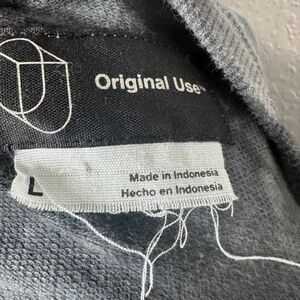 Original Use™
L
Made in Indonesia
Hecho en Indonesia